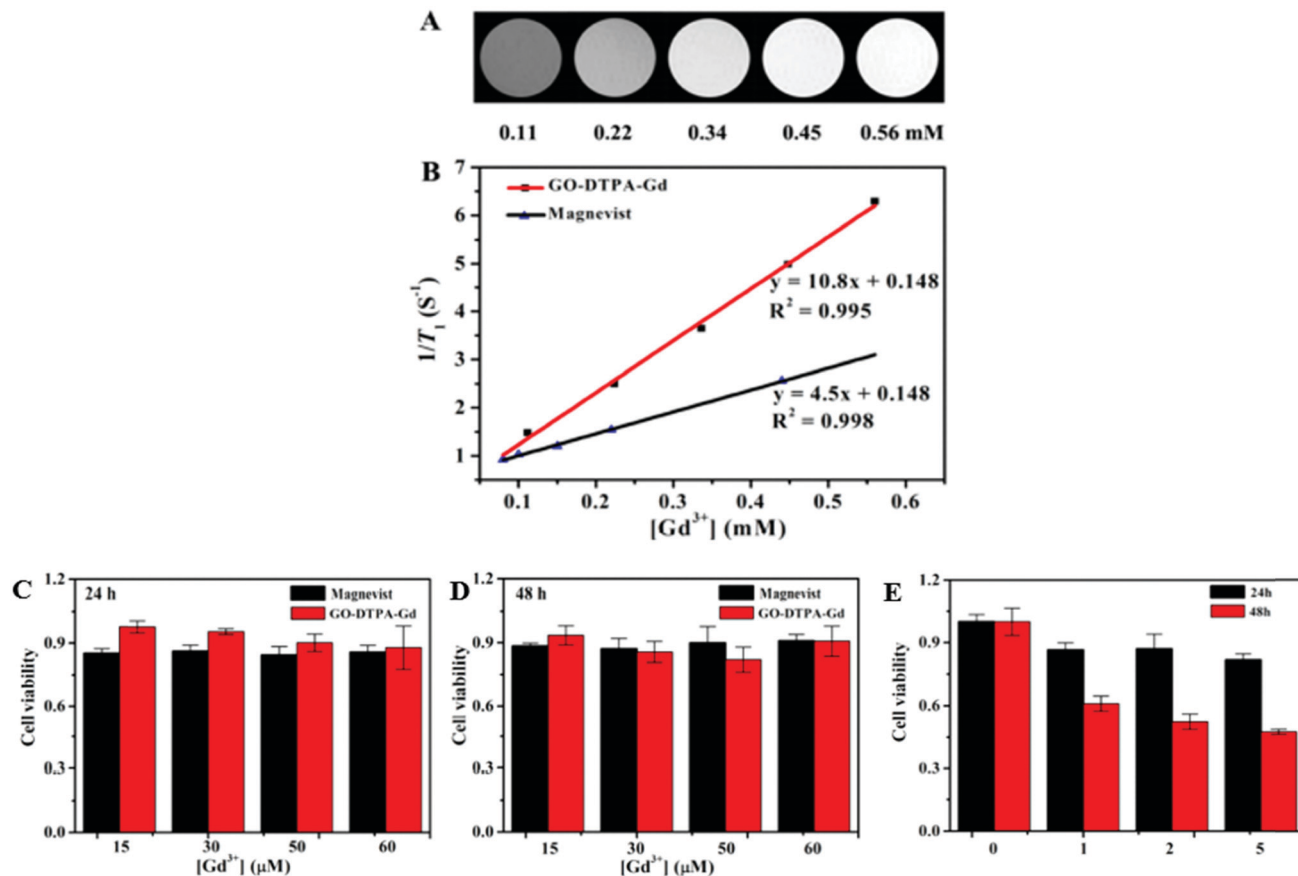 A
0.11 0.22 0.34 0.45 0.56 mM
B
7
6
5
4
3
2
1
1/T1 (S-1)
GO-DTPA-Gd
Magnevist
y = 10.8x + 0.148
R2 = 0.995
y = 4.5x + 0.148
R2 = 0.998
0.1 0.2 0.3 0.4 0.5 0.6
[Gd3+] (mM)
C
24 h
Magnevist
GO-DTPA-Gd
1.2
0.9
0.6
0.3
0.0
Cell viability
15 30 50 60
[Gd3+] (μM)
D
48 h
Magnevist
GO-DTPA-Gd
1.2
0.9
0.6
0.3
0.0
Cell viability
15 30 50 60
[Gd3+] (μM)
E
24h
48h
1.2
0.9
0.6
0.3
0.0
Cell viability
0 1 2 5